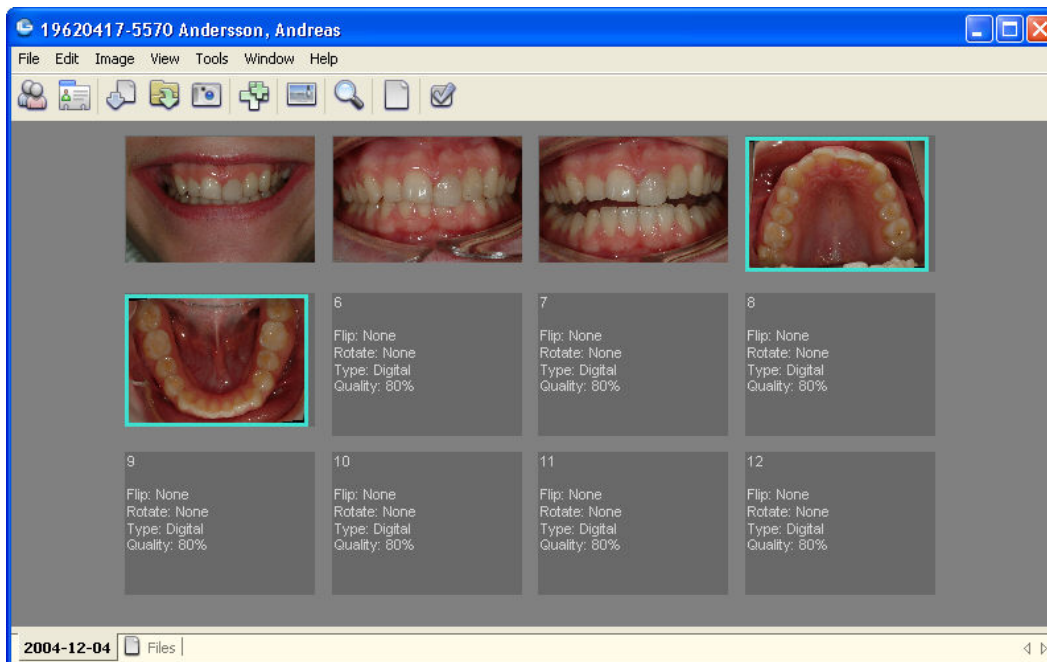 19620417-5570 Andersson, Andreas
File Edit Image View Tools Window Help
6
Flip: None
Rotate: None
Type: Digital
Quality: 80%
7
Flip: None
Rotate: None
Type: Digital
Quality: 80%
8
Flip: None
Rotate: None
Type: Digital
Quality: 80%
9
Flip: None
Rotate: None
Type: Digital
Quality: 80%
10
Flip: None
Rotate: None
Type: Digital
Quality: 80%
11
Flip: None
Rotate: None
Type: Digital
Quality: 80%
12
Flip: None
Rotate: None
Type: Digital
Quality: 80%
2004-12-04 Files